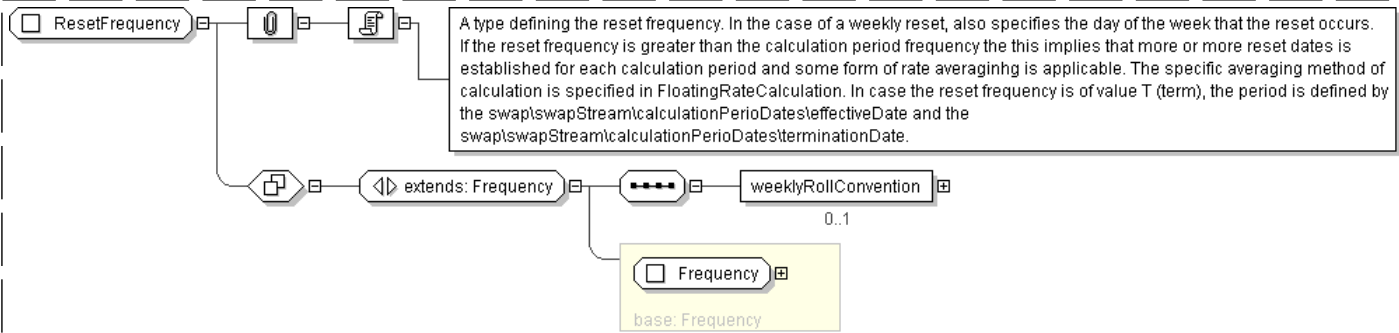 ResetFrequency
A type defining the reset frequency. In the case of a weekly reset, also specifies the day of the week that the reset occurs.
If the reset frequency is greater than the calculation period frequency the this implies that more or more reset dates is
established for each calculation period and some form of rate averaginhg is applicable. The specific averaging method of
calculation is specified in FloatingRateCalculation. In case the reset frequency is of value T (term), the period is defined by
the swap\swapStream\calculationPerioDates\effectiveDate and the
swap\swapStream\calculationPerioDates\terminationDate.
extends: Frequency
weeklyRollConvention
0..1
Frequency
base: Frequency